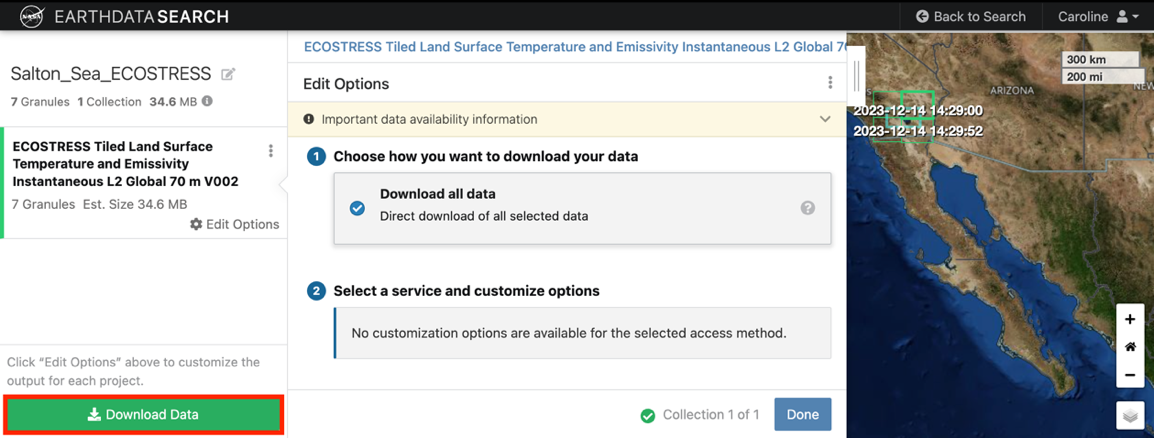 NASA EARTHDATA SEARCH
Back to Search
Caroline
Salton_Sea_ECOSTRESS
7 Granules 1 Collection 34.6 MB
ECOSTRESS Tiled Land Surface
Temperature and Emissivity
Instantaneous L2 Global 70 m V002
7 Granules Est. Size 34.6 MB
Edit Options
Click “Edit Options” above to customize the
output for each project.
Download Data
ECOSTRESS Tiled Land Surface Temperature and Emissivity Instantaneous L2 Global 70
Edit Options
Important data availability information
1 Choose how you want to download your data
Download all data
Direct download of all selected data
?
2 Select a service and customize options
No customization options are available for the selected access method.
Collection 1 of 1
Done
300 km
200 mi
ARIZONA
NEW
2023-12-14 14:29:00
2023-12-14 14:29:52
+
−